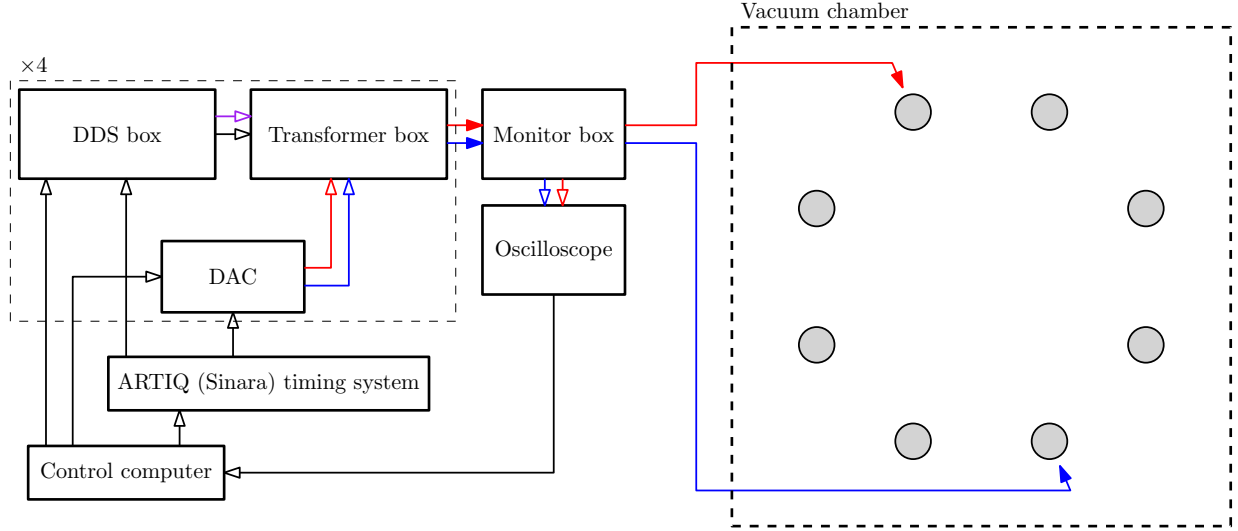 Vacuum chamber
×4
DDS box
Transformer box
Monitor box
Oscilloscope
DAC
ARTIQ (Sinara) timing system
Control computer